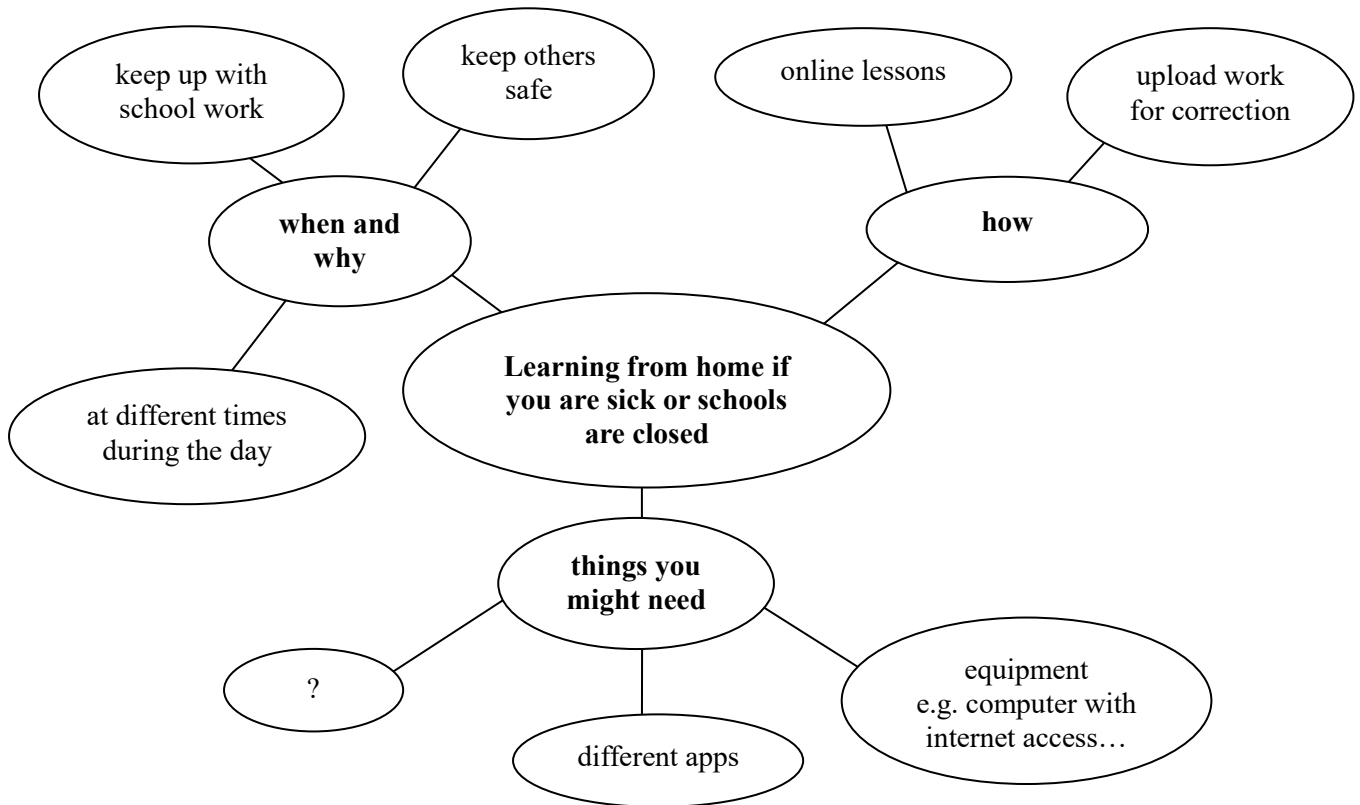 keep up with
school work
keep others
safe
online lessons
upload work
for correction
when and
why
how
Learning from home if
you are sick or schools
are closed
at different times
during the day
things you
might need
?
different apps
equipment
e.g. computer with
internet access…